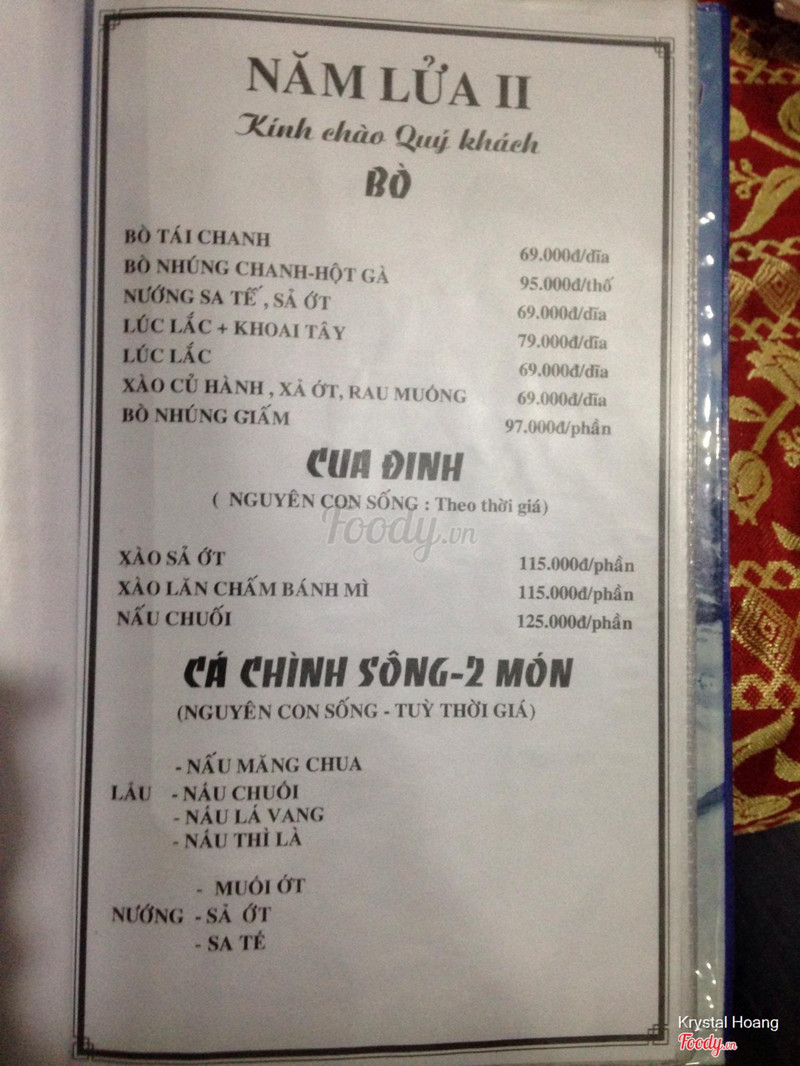 NĂM LỬA II
Kính chào Quý khách
BÒ
BÒ TÁI CHANH 69.000đ/dĩa
BÒ NHÚNG CHANH-HỘT GÀ 95.000đ/thố
NƯỚNG SA TẾ, SẢ ỚT 69.000đ/dĩa
LÚC LẮC + KHOAI TÂY 79.000đ/dĩa
LÚC LẮC 69.000đ/dĩa
XÀO CỦ HÀNH, XẢ ỚT, RAU MUỐNG 69.000đ/dĩa
BÒ NHÚNG GIẤM 97.000đ/phần
CUA ĐINH
( NGUYÊN CON SỐNG : Theo thời giá)
Foody.vn
XÀO SẢ ỚT 115.000đ/phần
XÀO LĂN CHẤM BÁNH MÌ 115.000đ/phần
NẤU CHUỐI 125.000đ/phần
CÁ CHÌNH SÔNG-2 MÓN
(NGUYÊN CON SỐNG - TUỲ THỜI GIÁ)
- NẤU MĂNG CHUA
LẨU - NẤU CHUỐI
- NẤU LÁ VANG
- NẤU THÌ LÀ
- MUỐI ỚT
NƯỚNG - SẢ ỚT
- SA TẾ
Krystal Hoang
Foody.vn